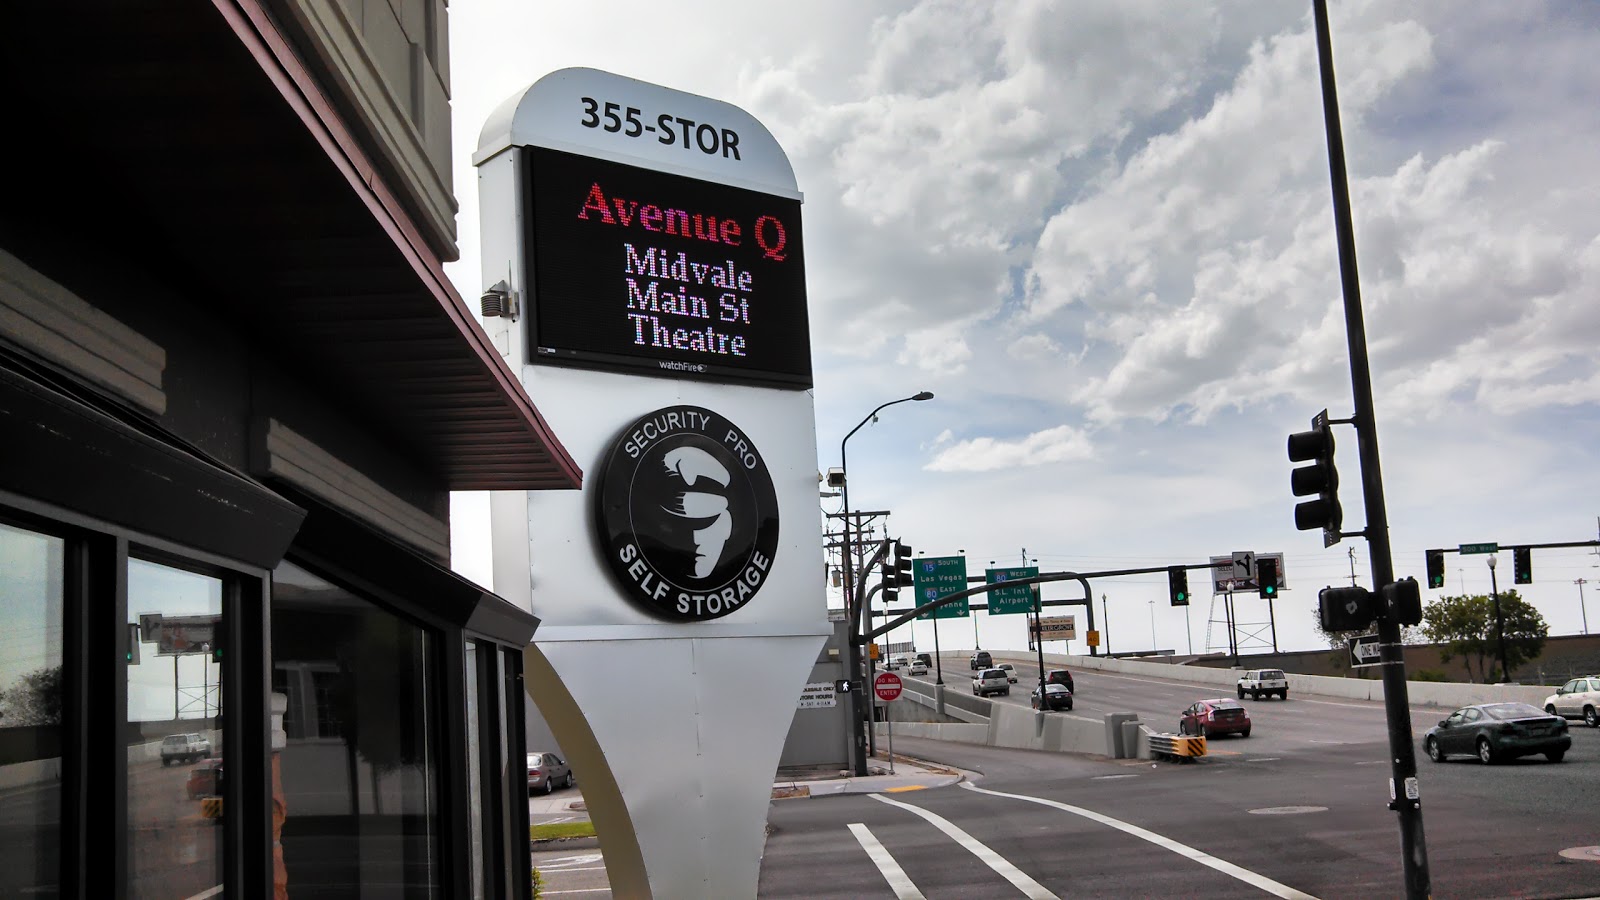 355-STOR
Avenue Q
Midvale
Main St
Theatre
watchFire
SECURITY PRO
SELF STORAGE
15 SOUTH
Las Vegas
80 EAST
80 WEST
S.L. Int'l
Airport
DO NOT
ENTER
ONE WAY